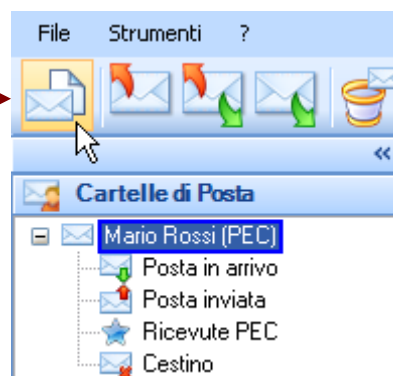 File Strumenti ?
«
Cartelle di Posta
Mario Rossi (PEC)
Posta in arrivo
Posta inviata
Ricevute PEC
Cestino